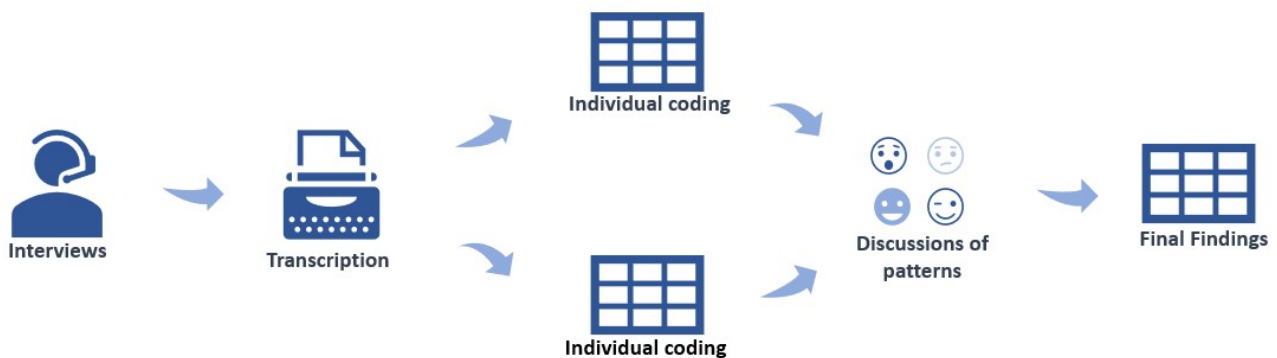 Interviews
Transcription
Individual coding
Individual coding
Discussions of
patterns
Final Findings